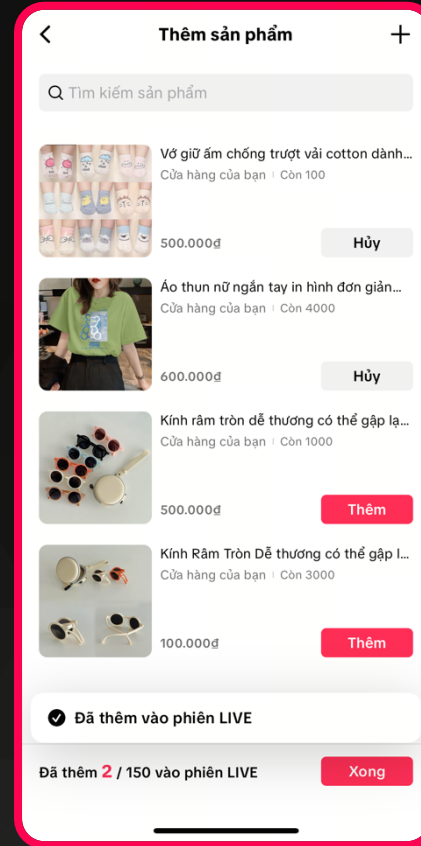 Thêm sản phẩm
Tìm kiếm sản phẩm
Vớ giữ ấm chống trượt vải cotton dành...
Cửa hàng của bạn Còn 100
500.000₫ Hủy
Áo thun nữ ngắn tay in hình đơn giản...
Cửa hàng của bạn Còn 4000
600.000₫ Hủy
Kính râm tròn dễ thương có thể gập lạ...
Cửa hàng của bạn Còn 1000
500.000₫ Thêm
Kính Râm Tròn Dễ thương có thể gập l...
Cửa hàng của bạn Còn 3000
100.000₫ Thêm
Đã thêm vào phiên LIVE
Đã thêm 2 / 150 vào phiên LIVE Xong